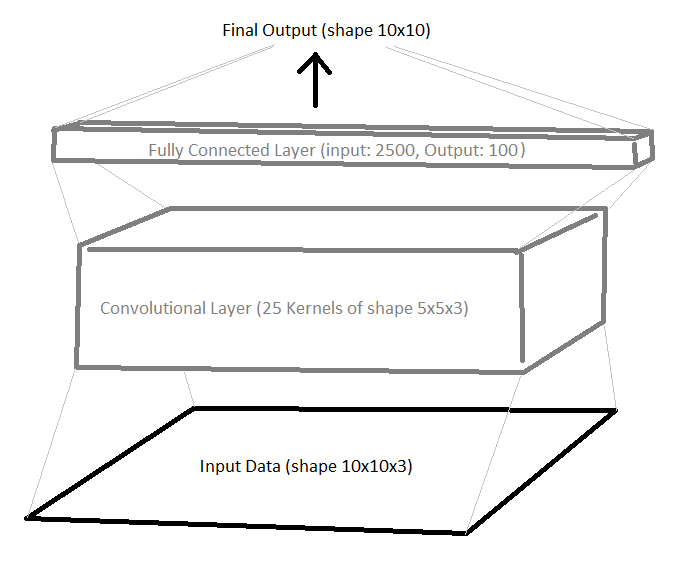 Final Output (shape 10x10)
Fully Connected Layer (input: 2500, Output: 100)
Convolutional Layer (25 Kernels of shape 5x5x3)
Input Data (shape 10x10x3)